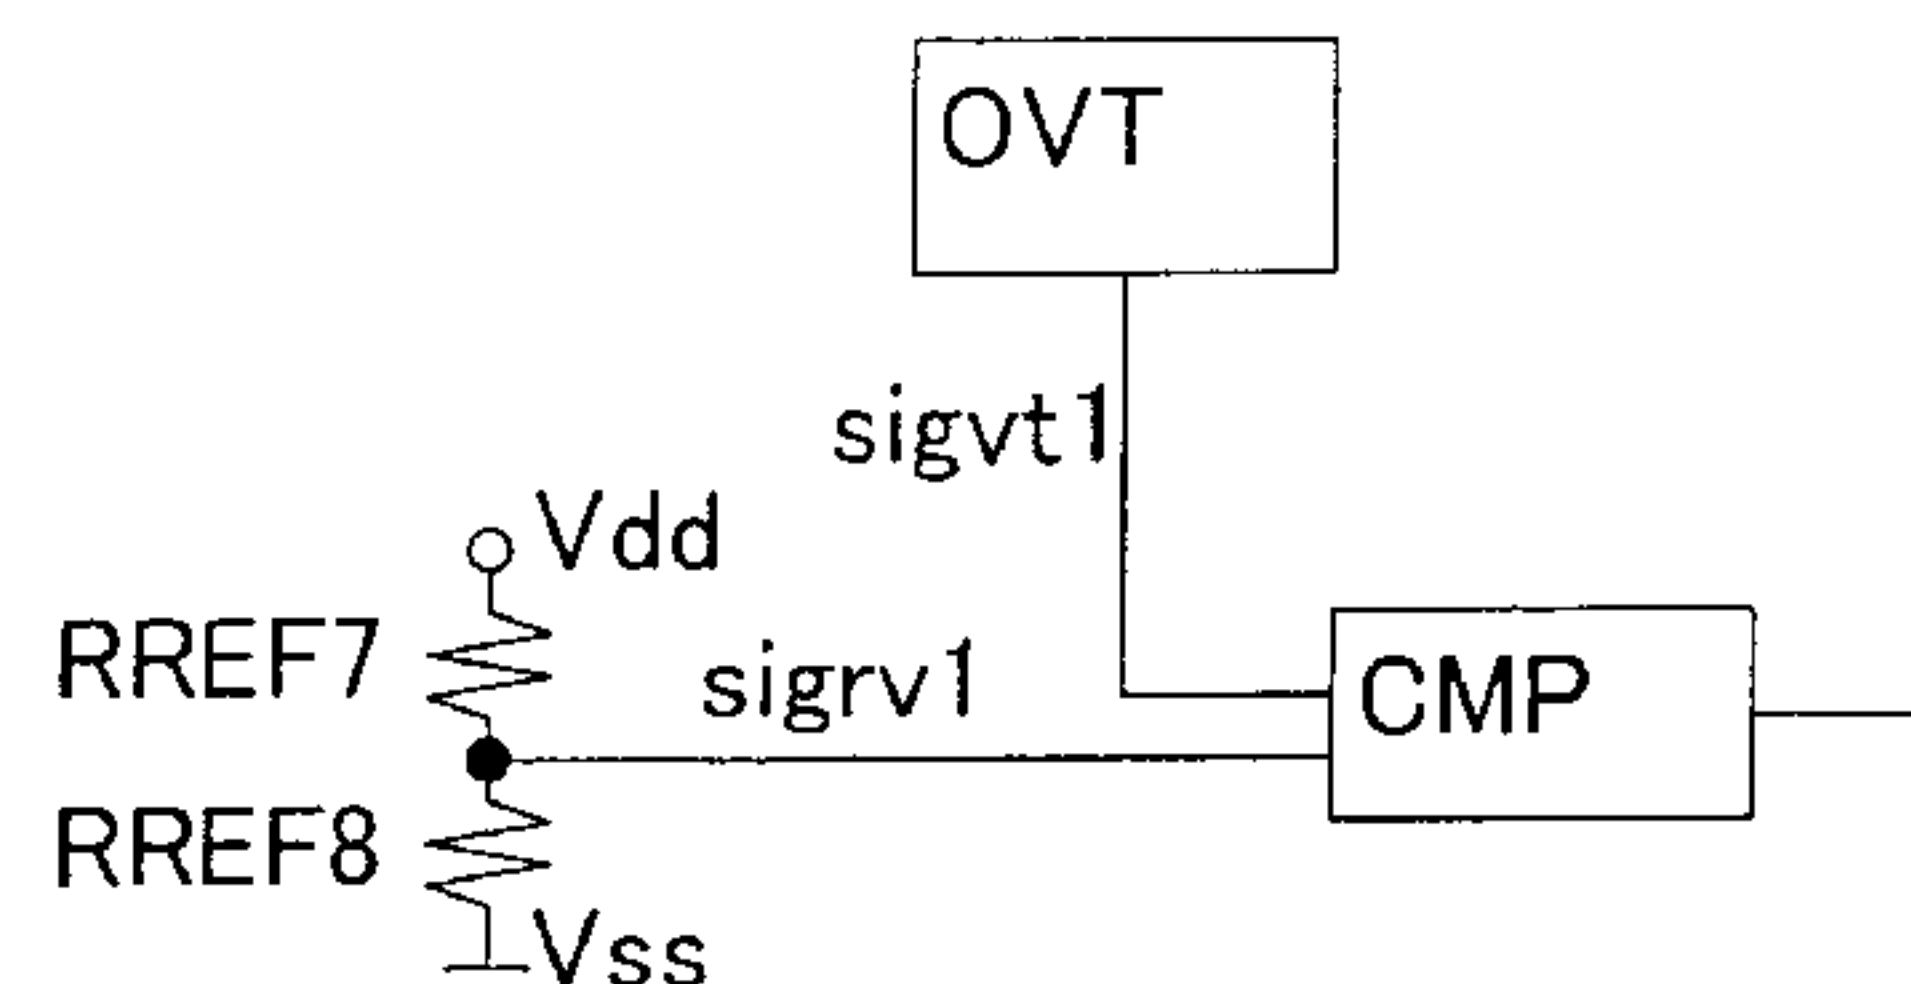 OVT
sigvt1
Vdd
RREF7
sigrv1
CMP
RREF8
Vss